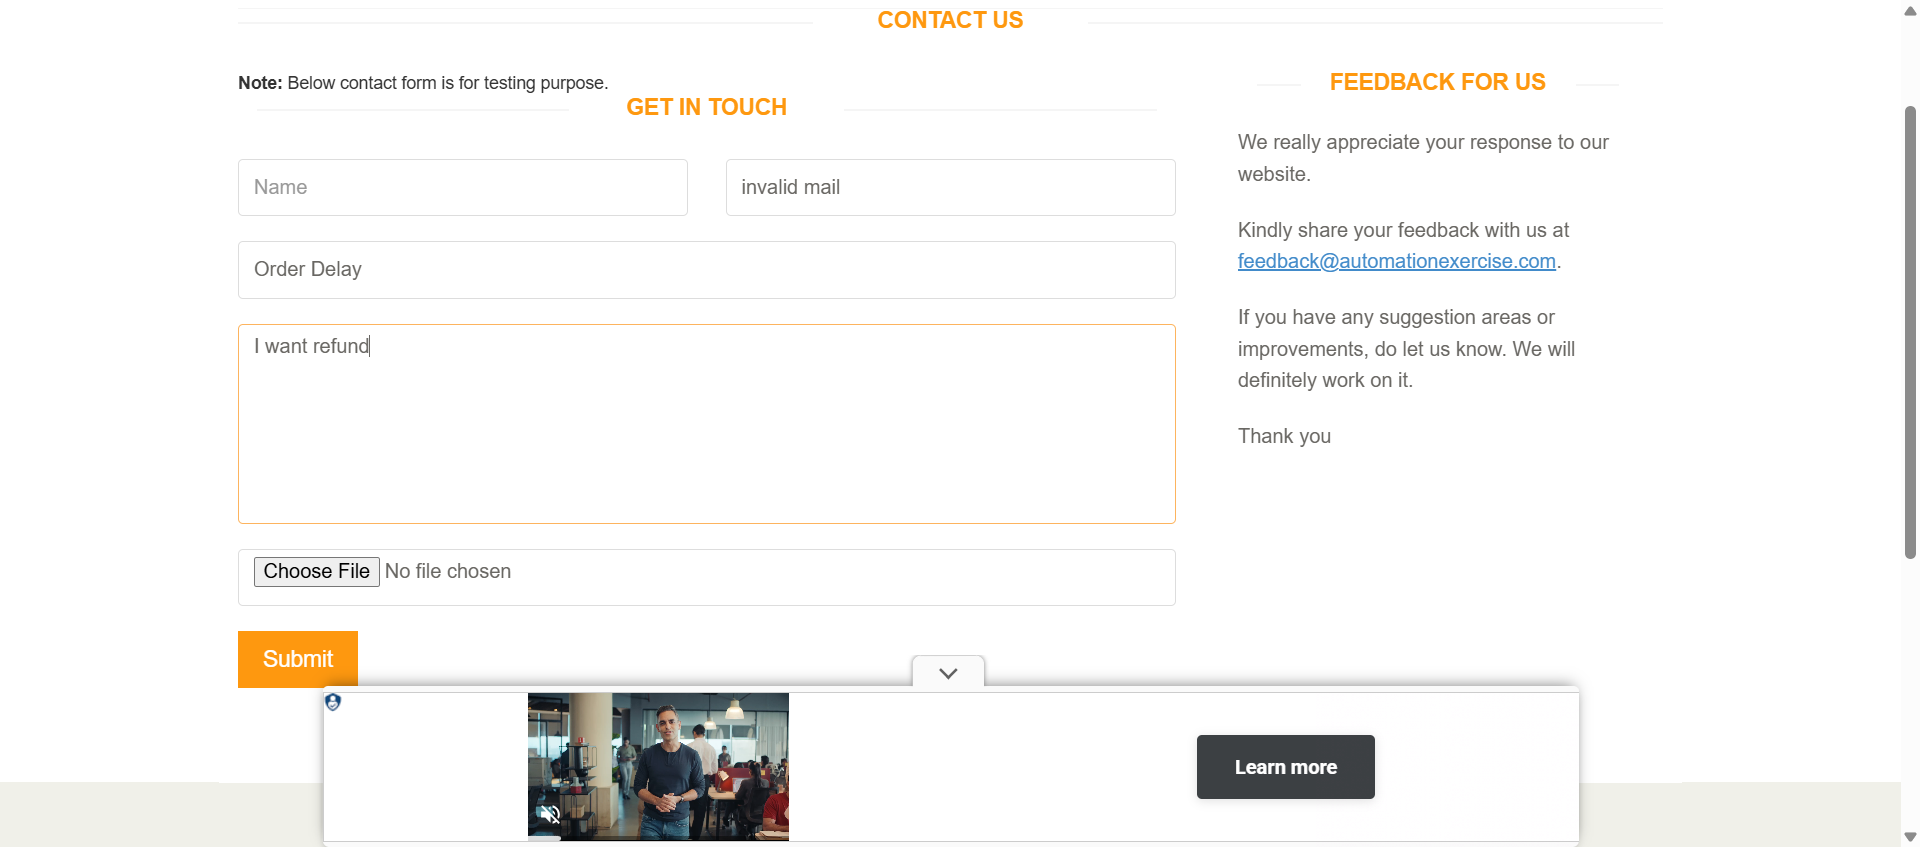 CONTACT US
Note: Below contact form is for testing purpose.
GET IN TOUCH
Name
invalid mail
Order Delay
I want refund
Choose File No file chosen
Submit
FEEDBACK FOR US
We really appreciate your response to our
website.
Kindly share your feedback with us at
feedback@automationexercise.com.
If you have any suggestion areas or
improvements, do let us know. We will
definitely work on it.
Thank you
Learn more